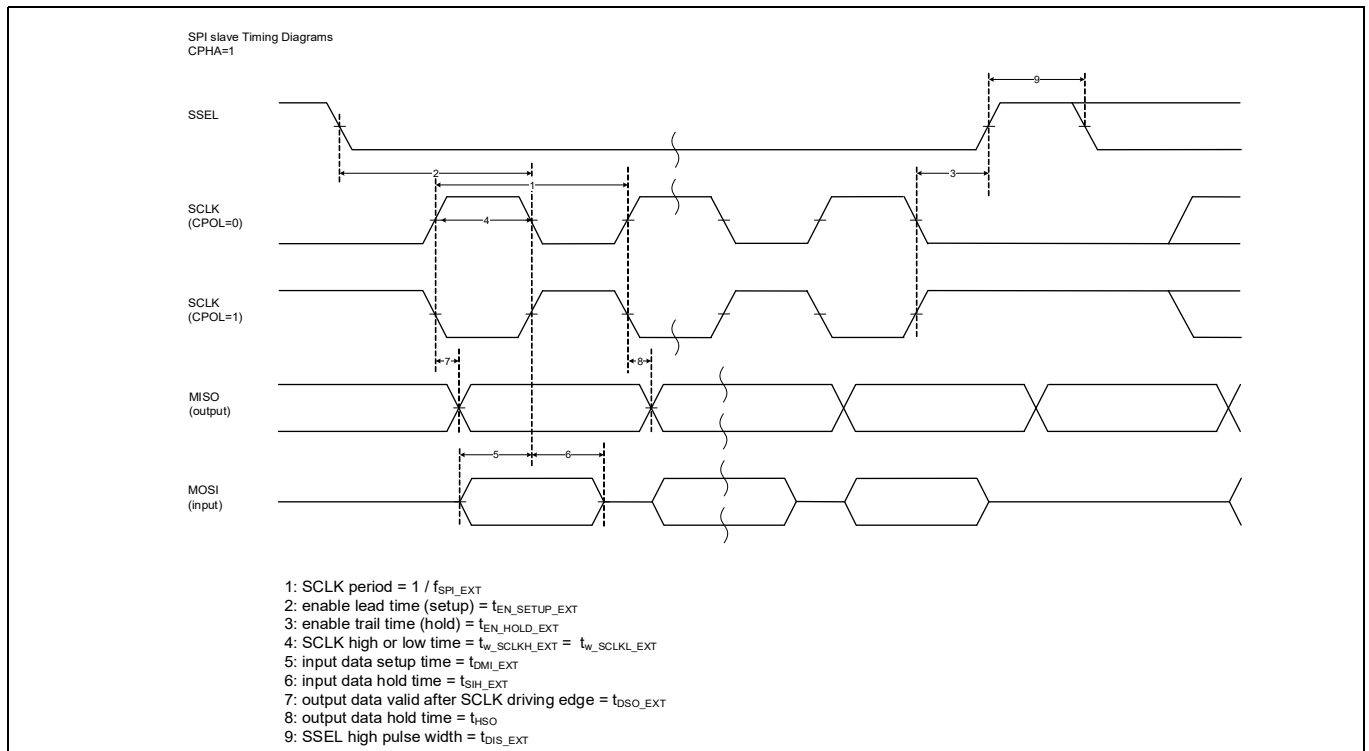 SPI slave Timing Diagrams
CPHA=1
9
SSEL
2
3
1
SCLK
(CPOL=0)
4
SCLK
(CPOL=1)
7
8
MISO
(output)
5
6
MOSI
(input)
1: SCLK period = 1 / fSPI_EXT
2: enable lead time (setup) = tEN_SETUP_EXT
3: enable trail time (hold) = tEN_HOLD_EXT
4: SCLK high or low time = tw_SCLKH_EXT = tw_SCLKL_EXT
5: input data setup time = tDMI_EXT
6: input data hold time = tSIH_EXT
7: output data valid after SCLK driving edge = tDSO_EXT
8: output data hold time = tHSO
9: SSEL high pulse width = tDIS_EXT